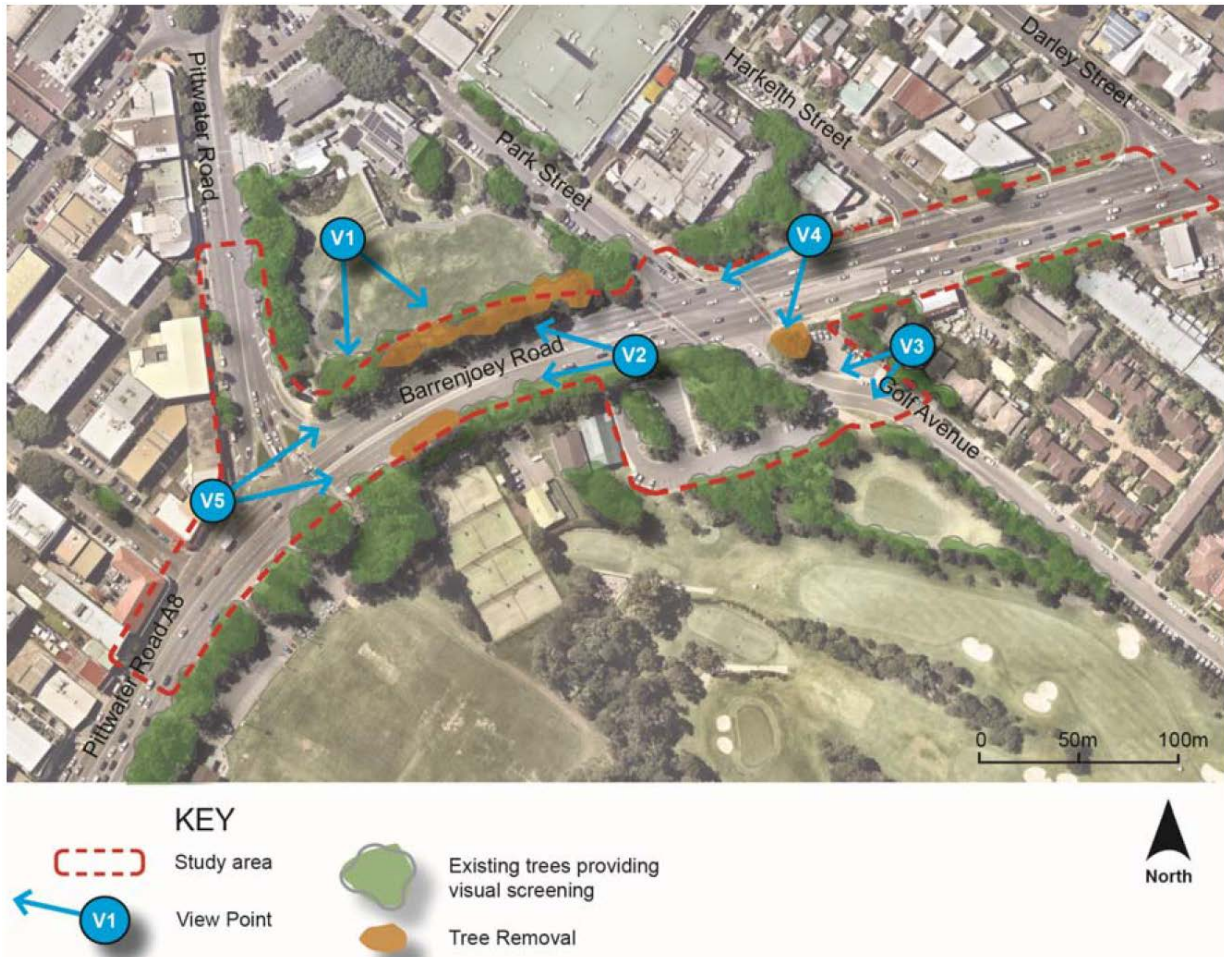 Pittwater Road
Park Street
Harkeith Street
Darley Street
V1
V4
V2
V3
Barrenjoey Road
Golf Avenue
V5
Pittwater Road A8
0 50m 100m
KEY
Study area
Existing trees providing
visual screening
North
V1
View Point
Tree Removal